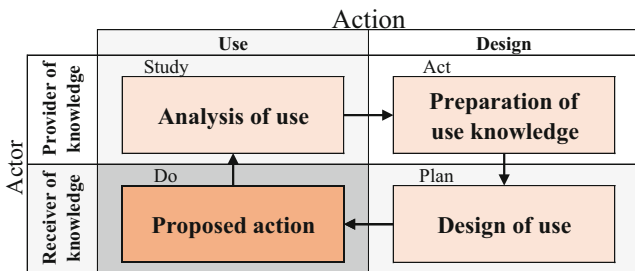 Action
Use
Design
Actor
Provider of
knowledge
Study
Analysis of use
Act
Preparation of
use knowledge
Receiver of
knowledge
Do
Proposed action
Plan
Design of use